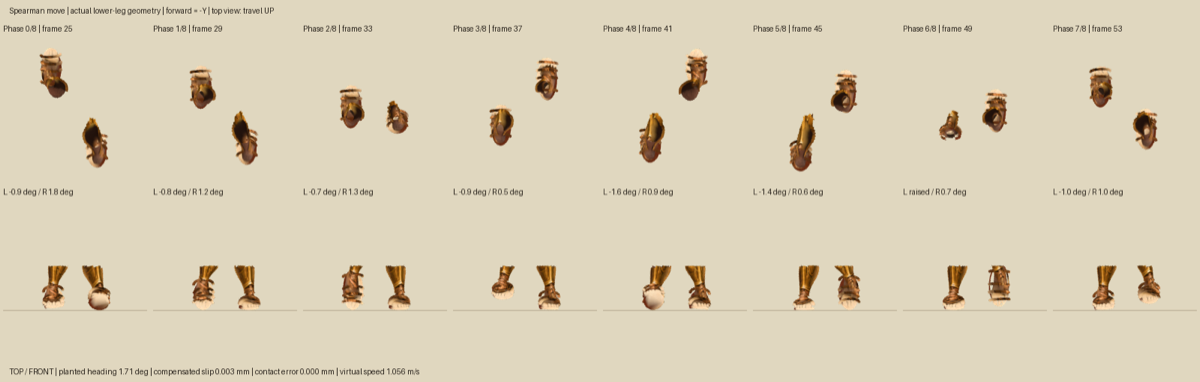 Spearman move | actual lower-leg geometry | forward = -Y | top view: travel UP
Phase 0/8 | frame 25
Phase 1/8 | frame 29
Phase 2/8 | frame 33
Phase 3/8 | frame 37
Phase 4/8 | frame 41
Phase 5/8 | frame 45
Phase 6/8 | frame 49
Phase 7/8 | frame 53
L -0.9 deg / R 1.8 deg
L -0.8 deg / R 1.2 deg
L -0.7 deg / R 1.3 deg
L -0.9 deg / R 0.5 deg
L -1.6 deg / R 0.9 deg
L -1.4 deg / R 0.6 deg
L raised / R 0.7 deg
L -1.0 deg / R 1.0 deg
TOP / FRONT | planted heading 1.71 deg | compensated slip 0.003 mm | contact error 0.000 mm | virtual speed 1.056 m/s